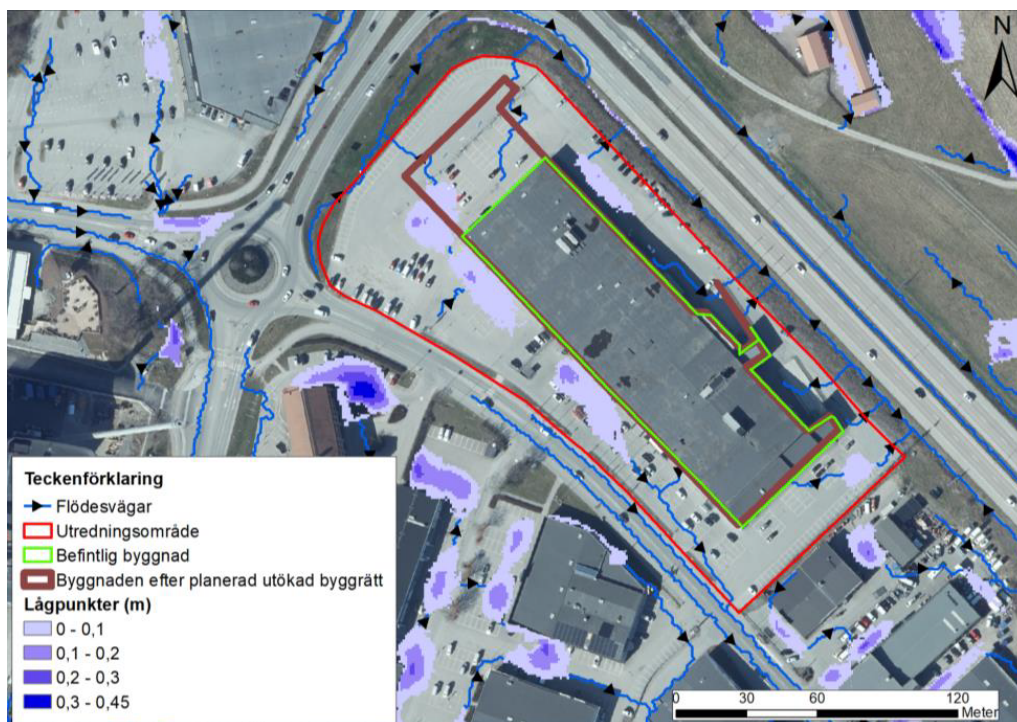 N
Teckenförklaring
Flödesvägar
Utredningsområde
Befintlig byggnad
Byggnaden efter planerad utökad byggrätt
Lågpunkter (m)
0 - 0,1
0,1 - 0,2
0,2 - 0,3
0,3 - 0,45
0 30 60 120
Meter